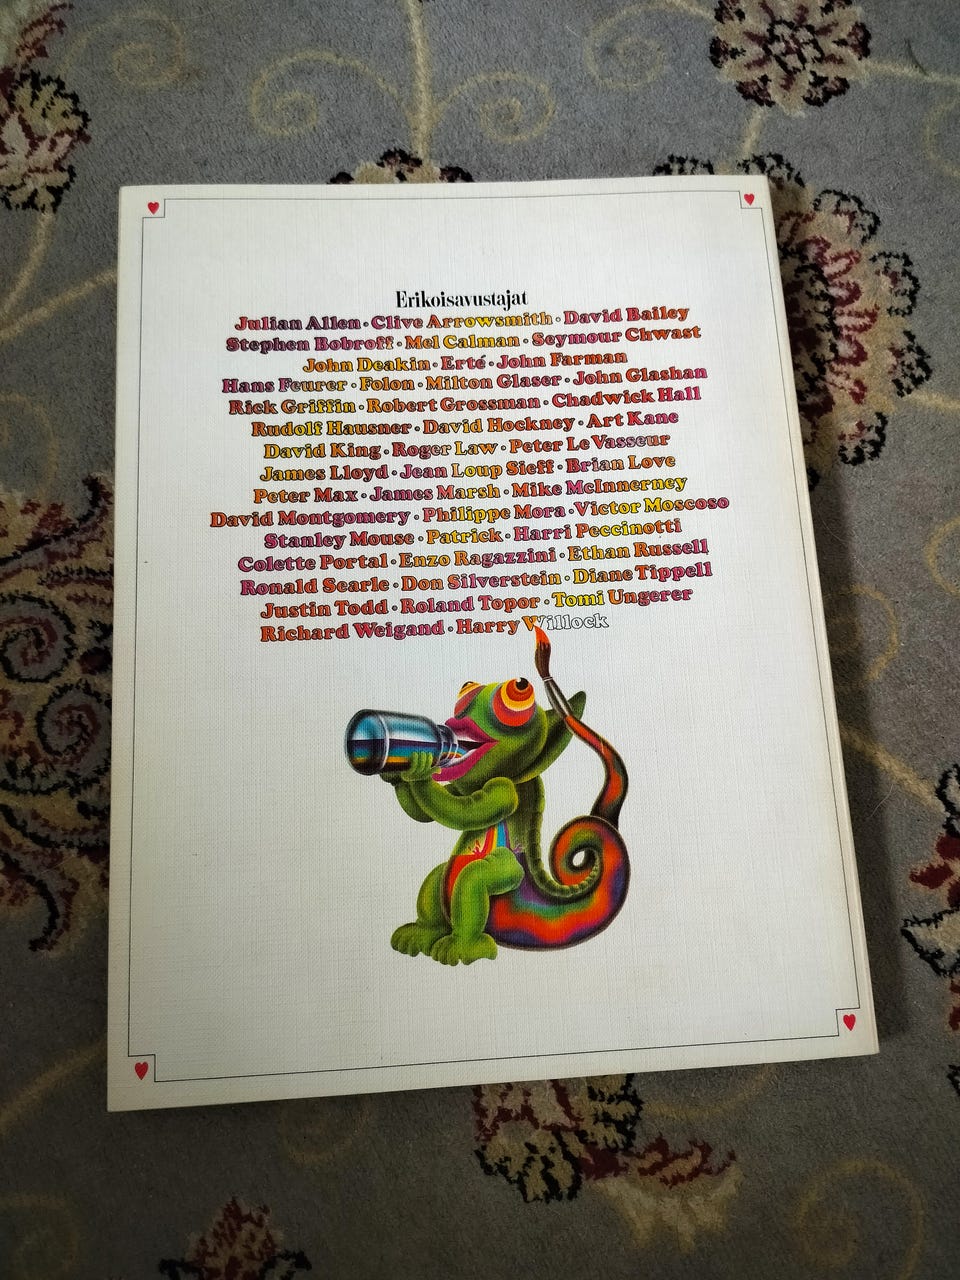 Erikoisavustajat
Julian Allen • Clive Arrowsmith • David Bailey
Stephen Bobroff • Mel Calman • Seymour Chwast
John Deakin • Erté • John Farman
Hans Feurer • Folon • Milton Glaser • John Glashan
Rick Griffin • Robert Grossman • Chadwick Hall
Rudolf Hausner • David Hockney • Art Kane
David King • Roger Law • Peter Le Vasseur
James Lloyd • Jean Loup Sieff • Brian Love
Peter Max • James Marsh • Mike McInnerney
David Montgomery • Philippe Mora • Victor Moscoso
Stanley Mouse • Patrick • Harri Peccinotti
Colette Portal • Enzo Ragazzini • Ethan Russell
Ronald Searle • Don Silverstein • Diane Tippell
Justin Todd • Roland Topor • Tomi Ungerer
Richard Weigand • Harry Willock